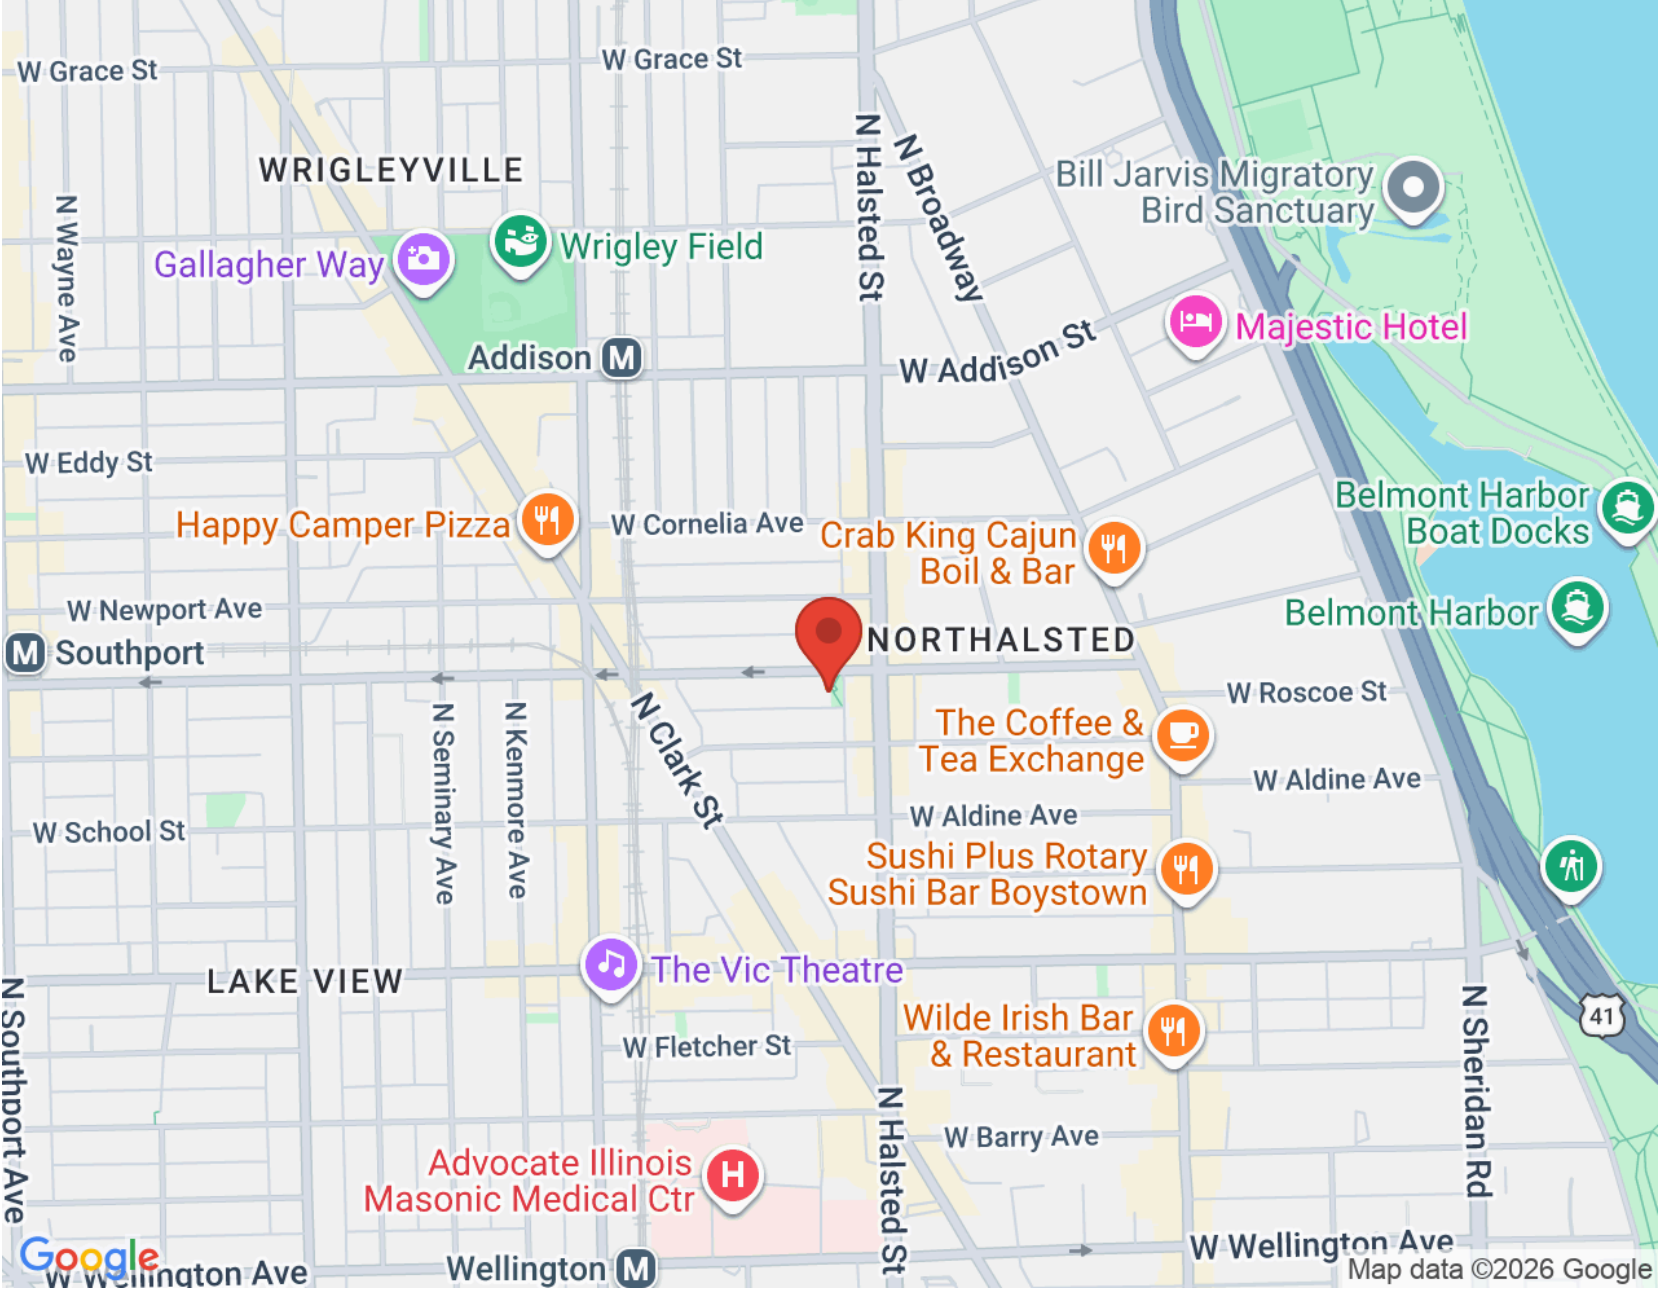 W Grace St
W Grace St
N Halsted St
N Broadway
WRIGLEYVILLE
Bill Jarvis Migratory
Bird Sanctuary
N Wayne Ave
Gallagher Way
Wrigley Field
Majestic Hotel
Addison
M
W Addison St
W Eddy St
Happy Camper Pizza
W Cornelia Ave
Crab King Cajun
Boil & Bar
Belmont Harbor
Boat Docks
W Newport Ave
Belmont Harbor
M
Southport
NORTHALSTED
W Roscoe St
N Seminary Ave
N Kenmore Ave
N Clark St
The Coffee &
Tea Exchange
W Aldine Ave
W School St
W Aldine Ave
Sushi Plus Rotary
Sushi Bar Boystown
LAKE VIEW
The Vic Theatre
N Southport Ave
W Fletcher St
Wilde Irish Bar
& Restaurant
N Sheridan Rd
41
N Halsted St
W Barry Ave
Advocate Illinois
Masonic Medical Ctr
H
W Wellington Ave
Google
W Wellington Ave
Wellington
M
Map data ©2026 Google